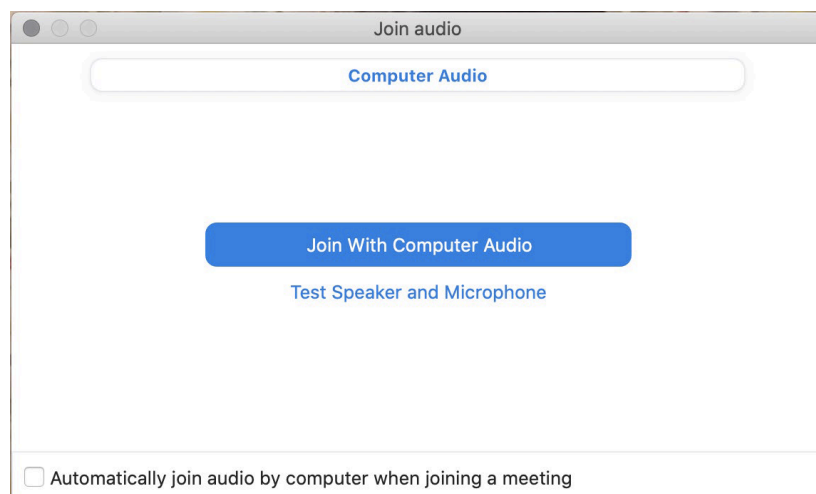 Join audio
Computer Audio
Join With Computer Audio
Test Speaker and Microphone
Automatically join audio by computer when joining a meeting